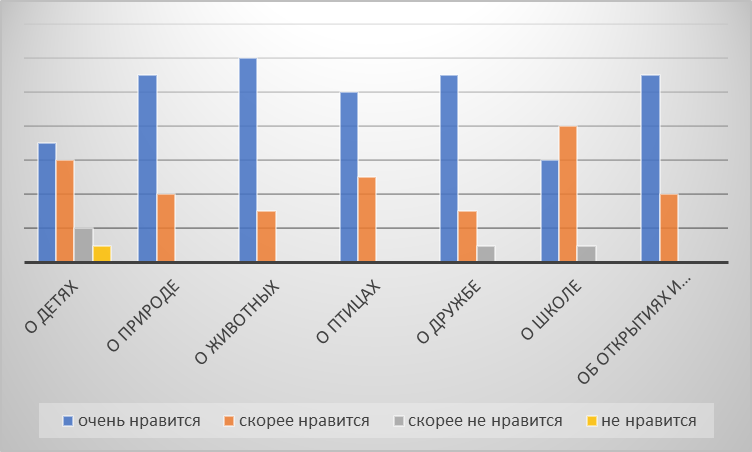 О ДЕТЯХ
О ПРИРОДЕ
О ЖИВОТНЫХ
О ПТИЦАХ
О ДРУЖБЕ
О ШКОЛЕ
ОБ ОТКРЫТИЯХ И...
очень нравится скорее нравится скорее не нравится не нравится